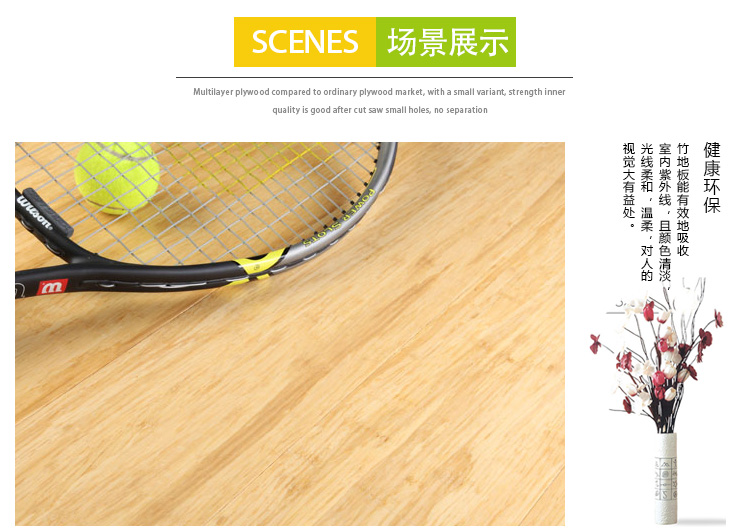 SCENES 场景展示
Multilayer plywood compared to ordinary plywood market, with a small variant, strength inner
quality is good after cut saw small holes, no separation
健康环保
竹地板能有效地吸收
室内紫外线，且颜色清淡，
光线柔和，温柔，对人的
视觉大有益处。
Wilson
W
POWER SLOTS